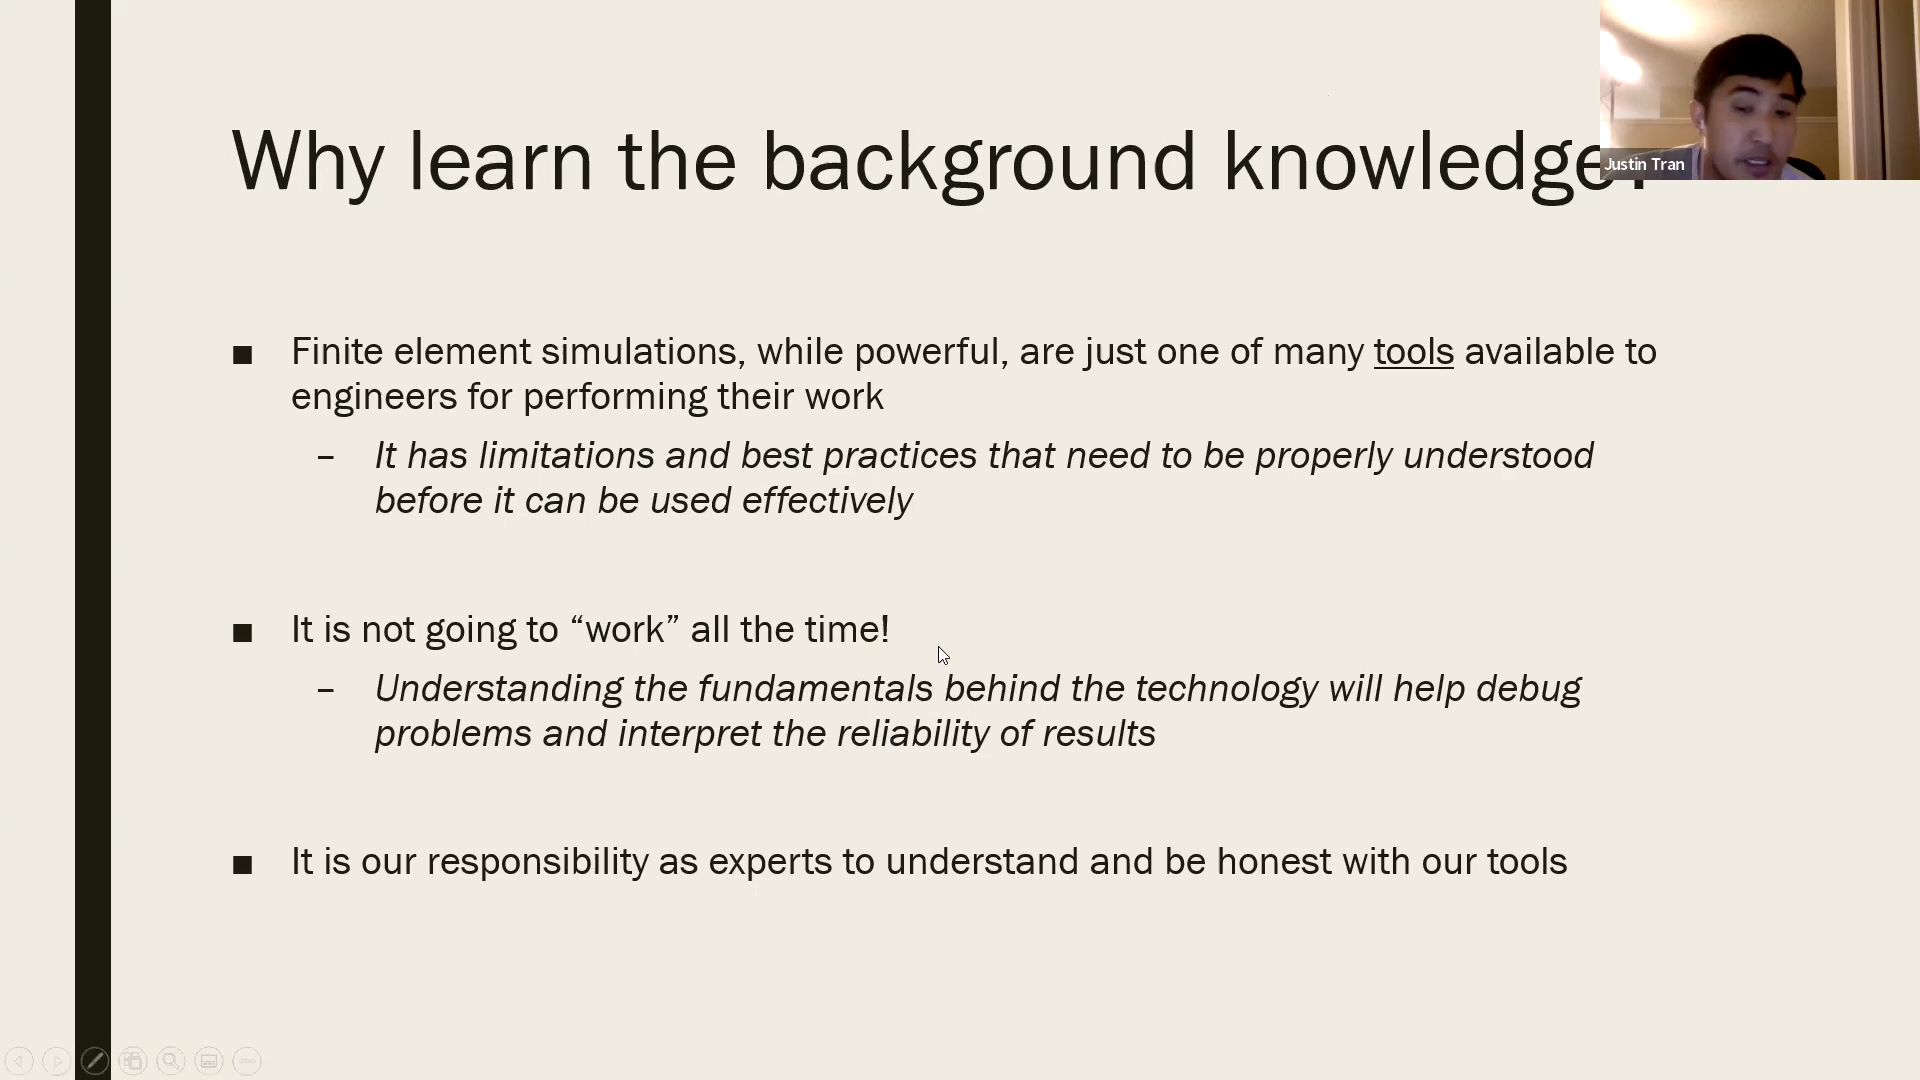 Why learn the background knowledge?
Justin Tran
■ Finite element simulations, while powerful, are just one of many tools available to
engineers for performing their work
– It has limitations and best practices that need to be properly understood
before it can be used effectively
■ It is not going to “work” all the time!
– Understanding the fundamentals behind the technology will help debug
problems and interpret the reliability of results
■ It is our responsibility as experts to understand and be honest with our tools